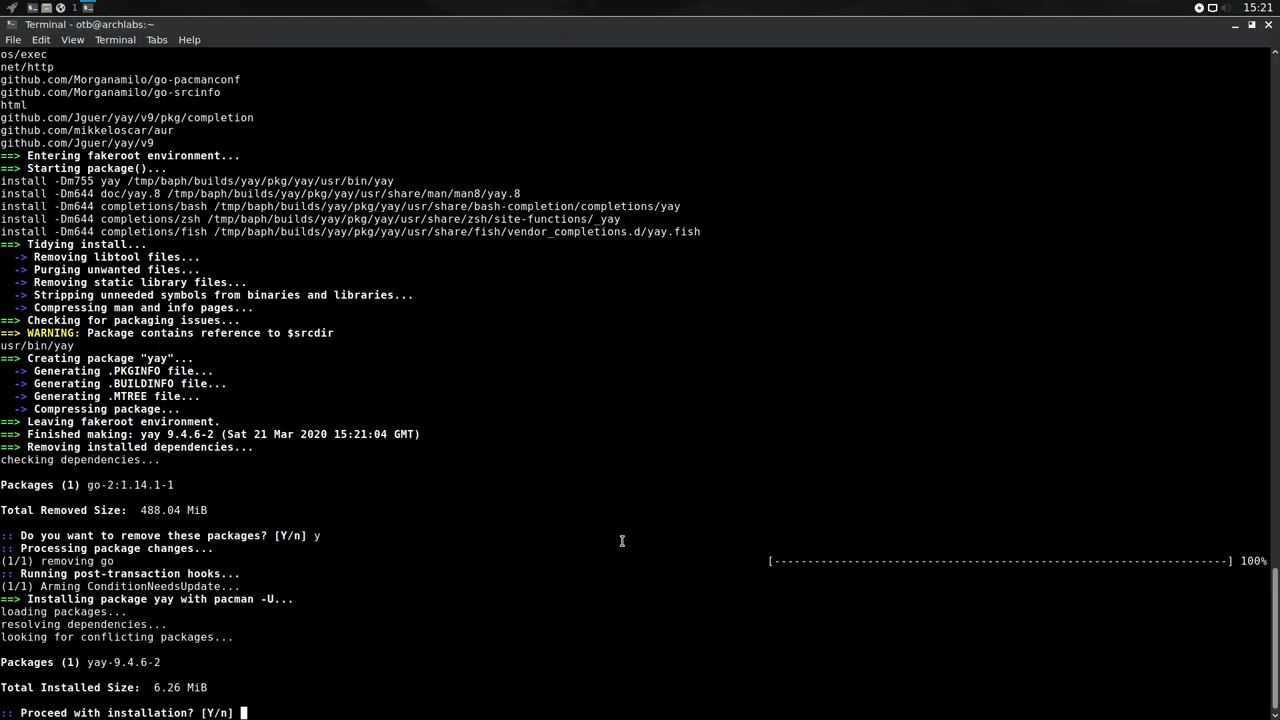 1
15:21
Terminal - otb@archlabs:~
File Edit View Terminal Tabs Help
os/exec
net/http
github.com/Morganamilo/go-pacmanconf
github.com/Morganamilo/go-srcinfo
html
github.com/Jguer/yay/v9/pkg/completion
github.com/mikkeloscar/aur
github.com/Jguer/yay/v9
==> Entering fakeroot environment...
==> Starting package()...
install -Dm755 yay /tmp/baph/builds/yay/pkg/yay/usr/bin/yay
install -Dm644 doc/yay.8 /tmp/baph/builds/yay/pkg/yay/usr/share/man/man8/yay.8
install -Dm644 completions/bash /tmp/baph/builds/yay/pkg/yay/usr/share/bash-completion/completions/yay
install -Dm644 completions/zsh /tmp/baph/builds/yay/pkg/yay/usr/share/zsh/site-functions/_yay
install -Dm644 completions/fish /tmp/baph/builds/yay/pkg/yay/usr/share/fish/vendor_completions.d/yay.fish
==> Tidying install...
-> Removing libtool files...
-> Purging unwanted files...
-> Removing static library files...
-> Stripping unneeded symbols from binaries and libraries...
-> Compressing man and info pages...
==> Checking for packaging issues...
==> WARNING: Package contains reference to $srcdir
usr/bin/yay
==> Creating package "yay"...
-> Generating .PKGINFO file...
-> Generating .BUILDINFO file...
-> Generating .MTREE file...
-> Compressing package...
==> Leaving fakeroot environment.
==> Finished making: yay 9.4.6-2 (Sat 21 Mar 2020 15:21:04 GMT)
==> Removing installed dependencies...
checking dependencies...
Packages (1) go-2:1.14.1-1
Total Removed Size:  488.04 MiB
:: Do you want to remove these packages? [Y/n] y
:: Processing package changes...
(1/1) removing go [---------------------------------------------------------------------] 100%
:: Running post-transaction hooks...
(1/1) Arming ConditionNeedsUpdate...
==> Installing package yay with pacman -U...
loading packages...
resolving dependencies...
looking for conflicting packages...
Packages (1) yay-9.4.6-2
Total Installed Size:  6.26 MiB
:: Proceed with installation? [Y/n]